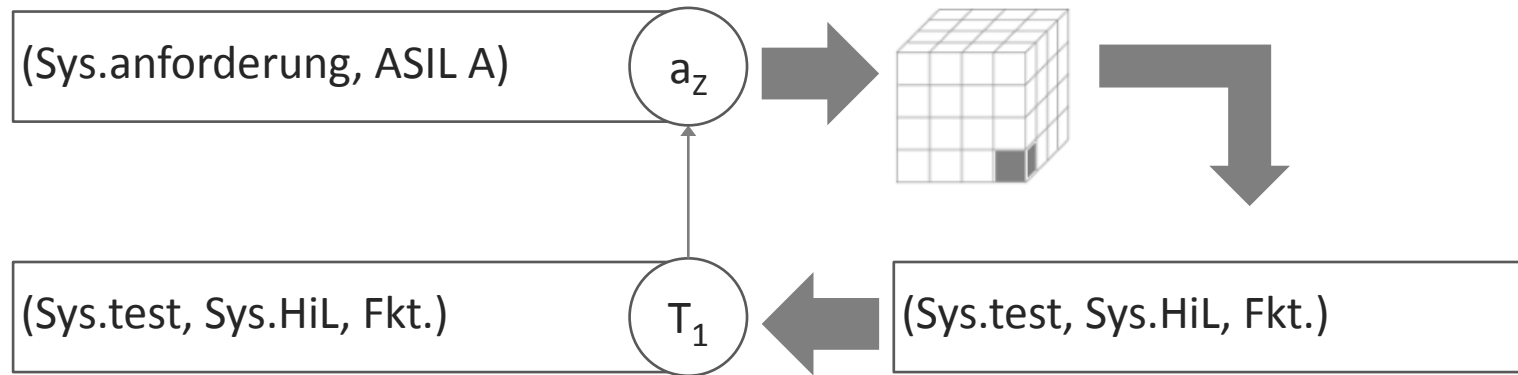 (Sys.anforderung, ASIL A)
a_Z
(Sys.test, Sys.HiL, Fkt.)
T_1
(Sys.test, Sys.HiL, Fkt.)